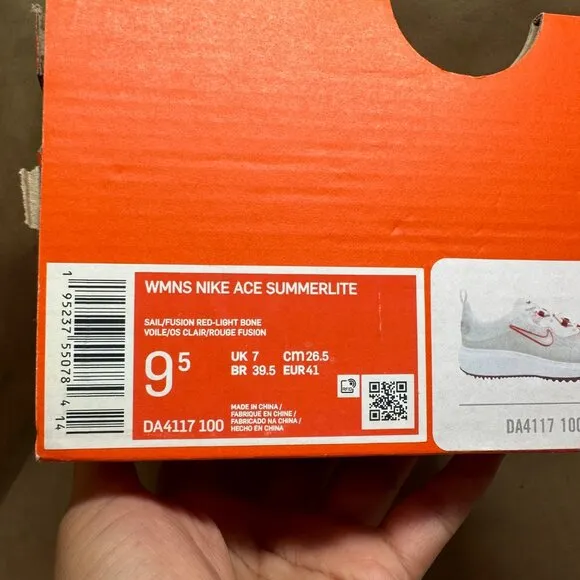 WMNS NIKE ACE SUMMERLITE
SAIL/FUSION RED-LIGHT BONE
VOILE/OS CLAIR/ROUGE FUSION
9⁵
UK 7 CM 26.5
BR 39.5 EUR 41
MADE IN CHINA /
FABRIQUÉ EN CHINE /
FABRICADO NA CHINA /
HECHO EN CHINA
DA4117 100
RFID
1 95237 55078 4 14
DA4117 100